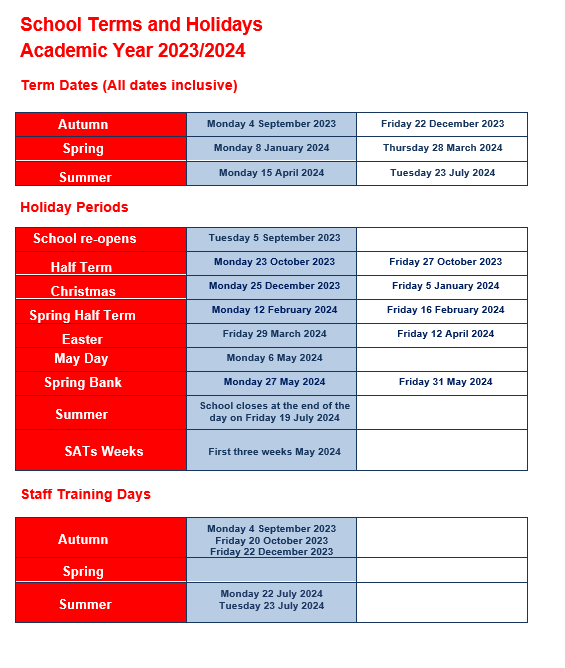 School Terms and Holidays
Academic Year 2023/2024
Term Dates (All dates inclusive)
Autumn Monday 4 September 2023 Friday 22 December 2023
Spring Monday 8 January 2024 Thursday 28 March 2024
Summer Monday 15 April 2024 Tuesday 23 July 2024
Holiday Periods
School re-opens Tuesday 5 September 2023
Half Term Monday 23 October 2023 Friday 27 October 2023
Christmas Monday 25 December 2023 Friday 5 January 2024
Spring Half Term Monday 12 February 2024 Friday 16 February 2024
Easter Friday 29 March 2024 Friday 12 April 2024
May Day Monday 6 May 2024
Spring Bank Monday 27 May 2024 Friday 31 May 2024
Summer School closes at the end of the
day on Friday 19 July 2024
SATs Weeks First three weeks May 2024
Staff Training Days
Autumn Monday 4 September 2023
Friday 20 October 2023
Friday 22 December 2023
Spring
Summer Monday 22 July 2024
Tuesday 23 July 2024